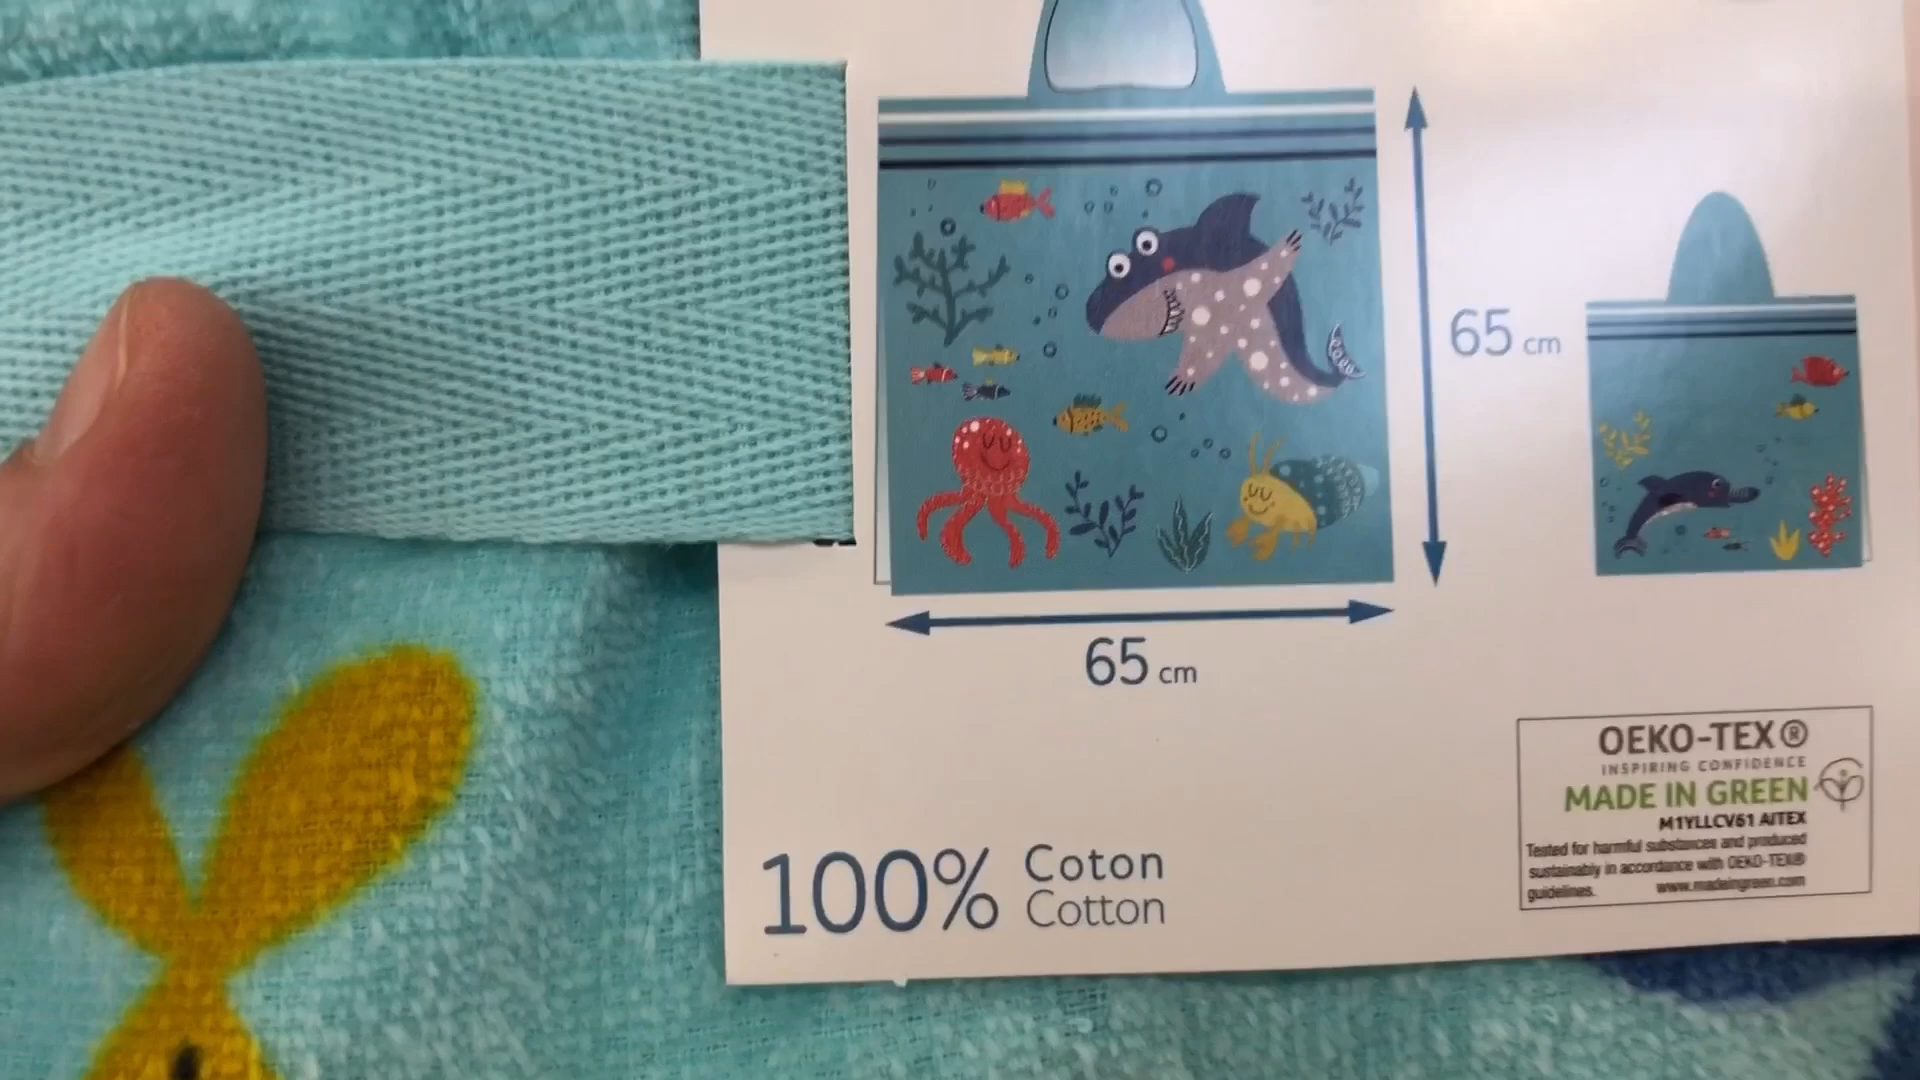 65 cm
65 cm
OEKO-TEX®
INSPIRING CONFIDENCE
MADE IN GREEN
M1YLLCV61 AITEX
Tested for harmful substances and produced
sustainably in accordance with OEKO-TEX®
guidelines. www.madeingreen.com
100% Coton
Cotton